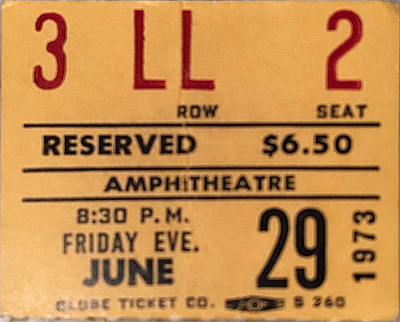 3 LL 2
ROW SEAT
RESERVED $6.50
AMPHITHEATRE
8:30 P.M.
FRIDAY EVE.
JUNE 29 1973
GLOBE TICKET CO. S 260